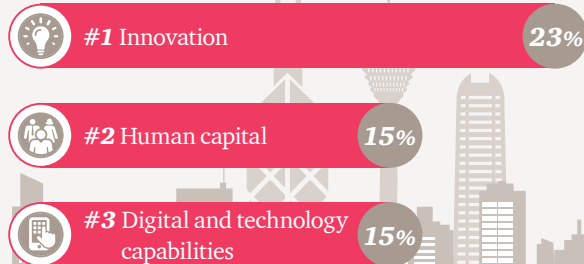 #1 Innovation 23%
#2 Human capital 15%
#3 Digital and technology
capabilities 15%